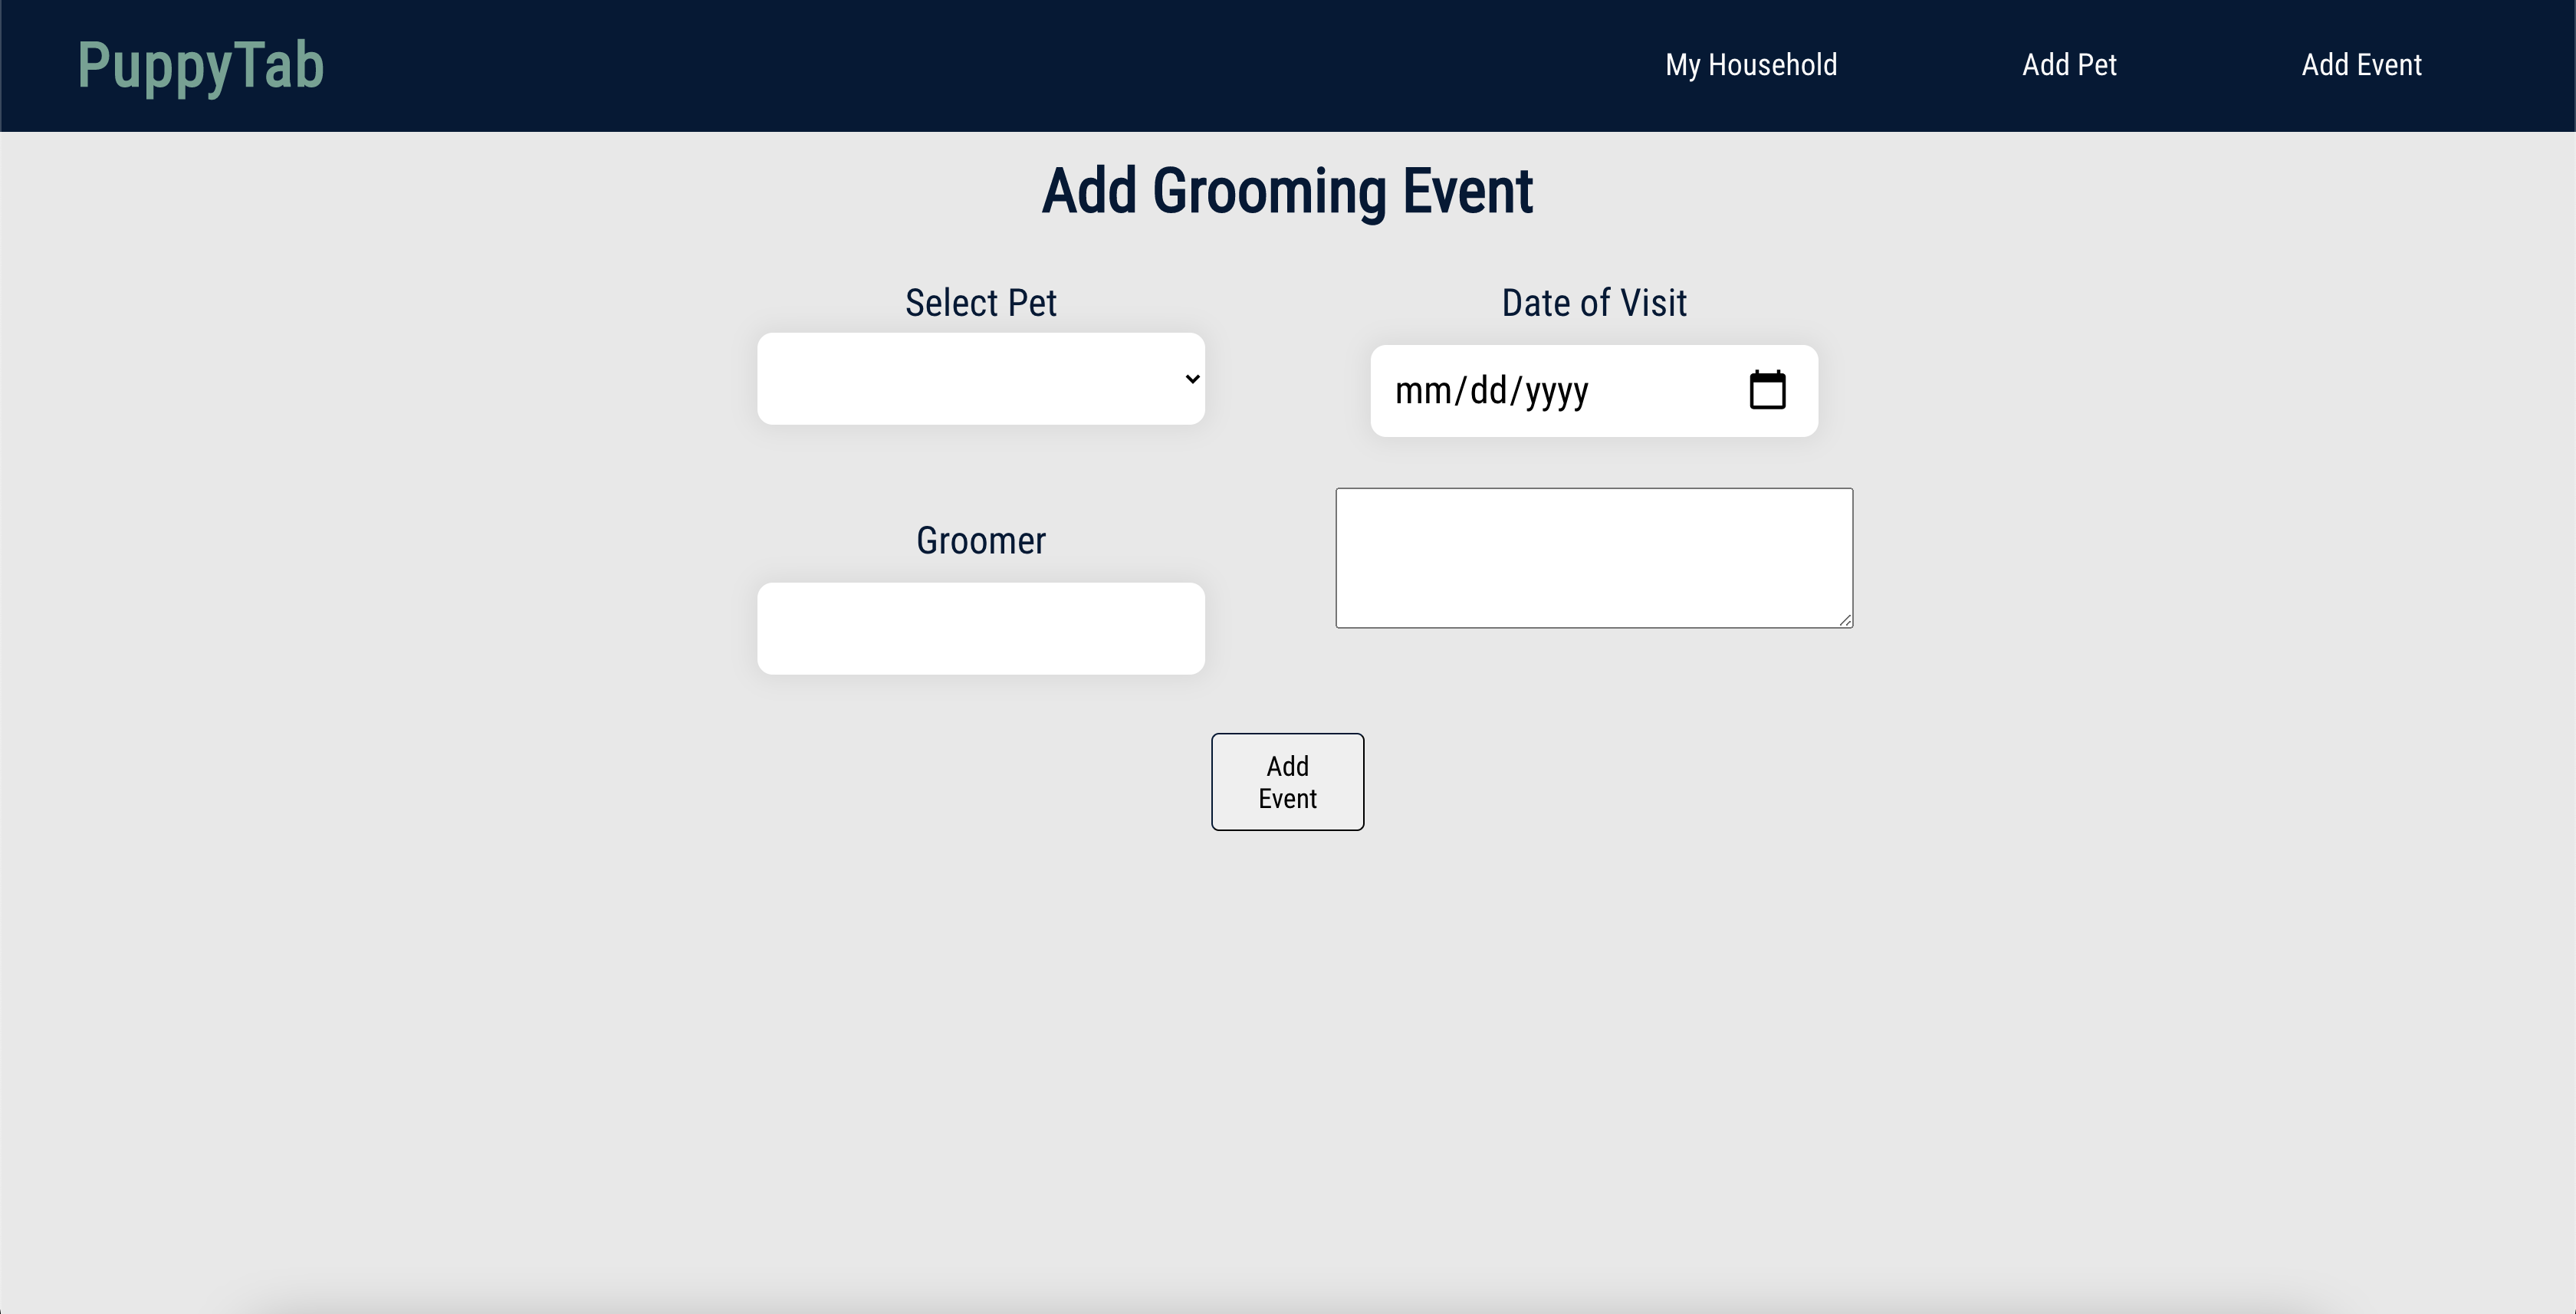 PuppyTab
My Household
Add Pet
Add Event
Add Grooming Event
Select Pet
Date of Visit
mm/dd/yyyy
Groomer
Add
Event